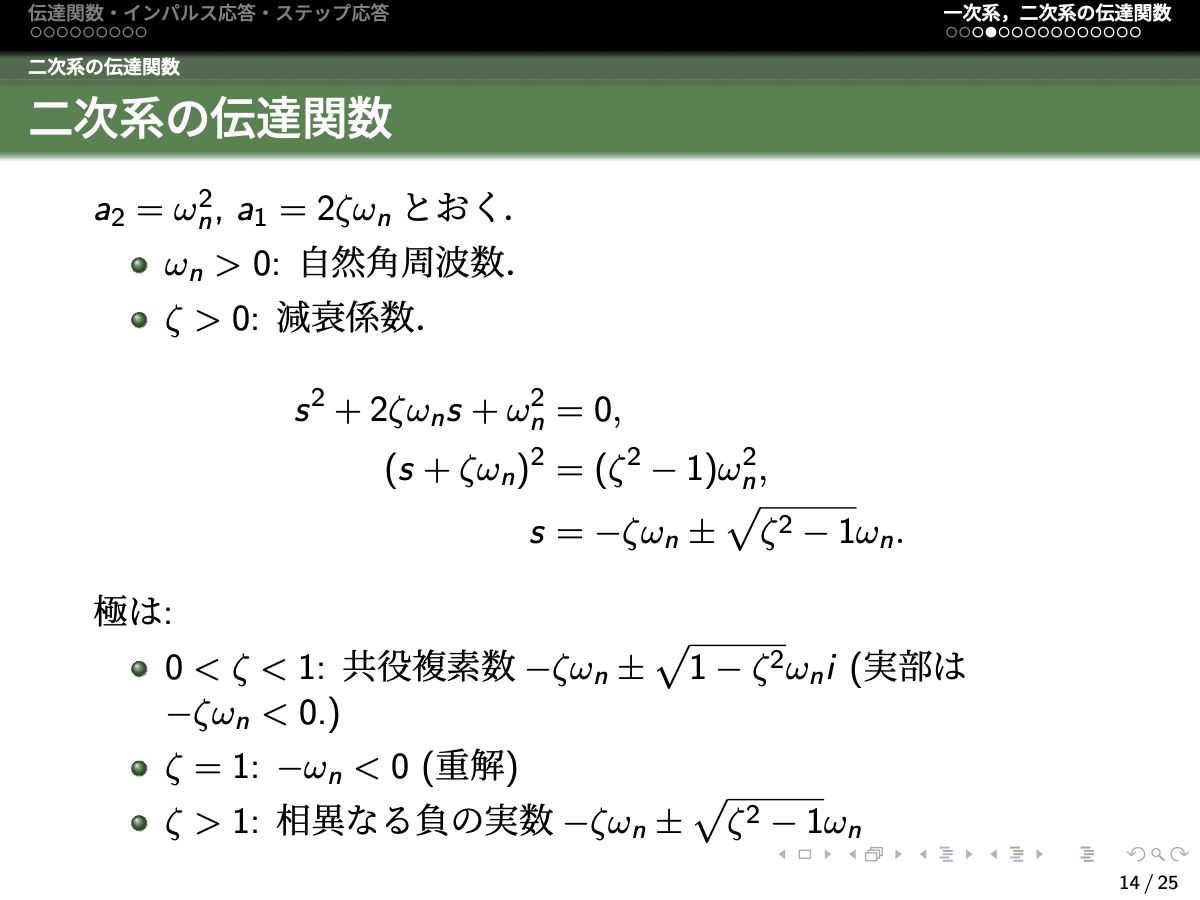 伝達関数・インパルス応答・ステップ応答
一次系，二次系の伝達関数
二次系の伝達関数
二次系の伝達関数
a₂ = ωₙ², a₁ = 2ζωₙ とおく.
ωₙ > 0: 自然角周波数.
ζ > 0: 減衰係数.
s² + 2ζωₙs + ωₙ² = 0,
(s + ζωₙ)² = (ζ² − 1)ωₙ²,
s = −ζωₙ ± √(ζ² − 1)ωₙ.
極は:
0 < ζ < 1: 共役複素数 −ζωₙ ± √(1 − ζ²)ωₙi (実部は
−ζωₙ < 0.)
ζ = 1: −ωₙ < 0 (重解)
ζ > 1: 相異なる負の実数 −ζωₙ ± √(ζ² − 1)ωₙ
14 / 25